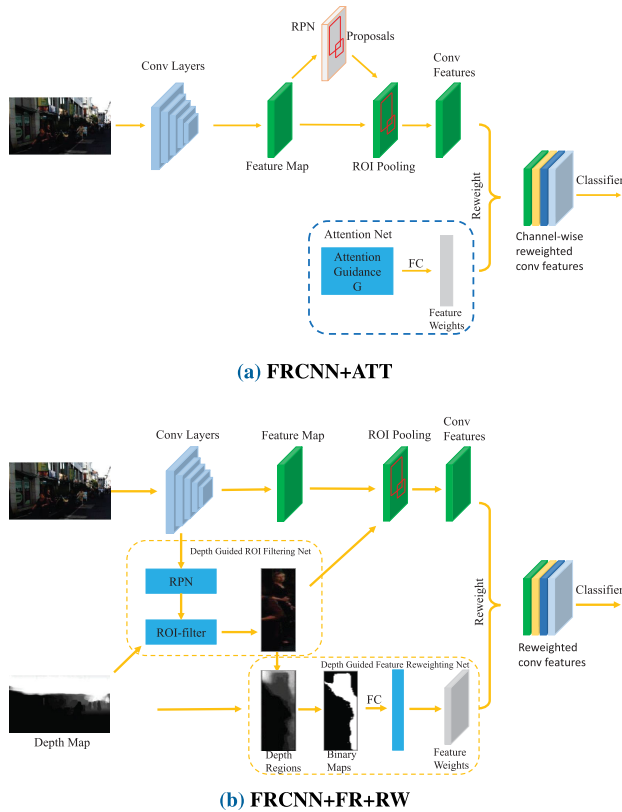 RPN
Proposals
Conv Layers
Conv
Features
Feature Map
ROI Pooling
Reweight
Classifier
Channel-wise
reweighted
conv features
Attention Net
Attention
Guidance
G
FC
Feature
Weights
(a) FRCNN+ATT
Conv Layers
Feature Map
ROI Pooling
Conv
Features
Depth Guided ROI Filtering Net
RPN
ROI-filter
Reweight
Classifier
Reweighted
conv features
Depth Guided Feature Reweighting Net
FC
Depth Map
Depth
Regions
Binary
Maps
Feature
Weights
(b) FRCNN+FR+RW